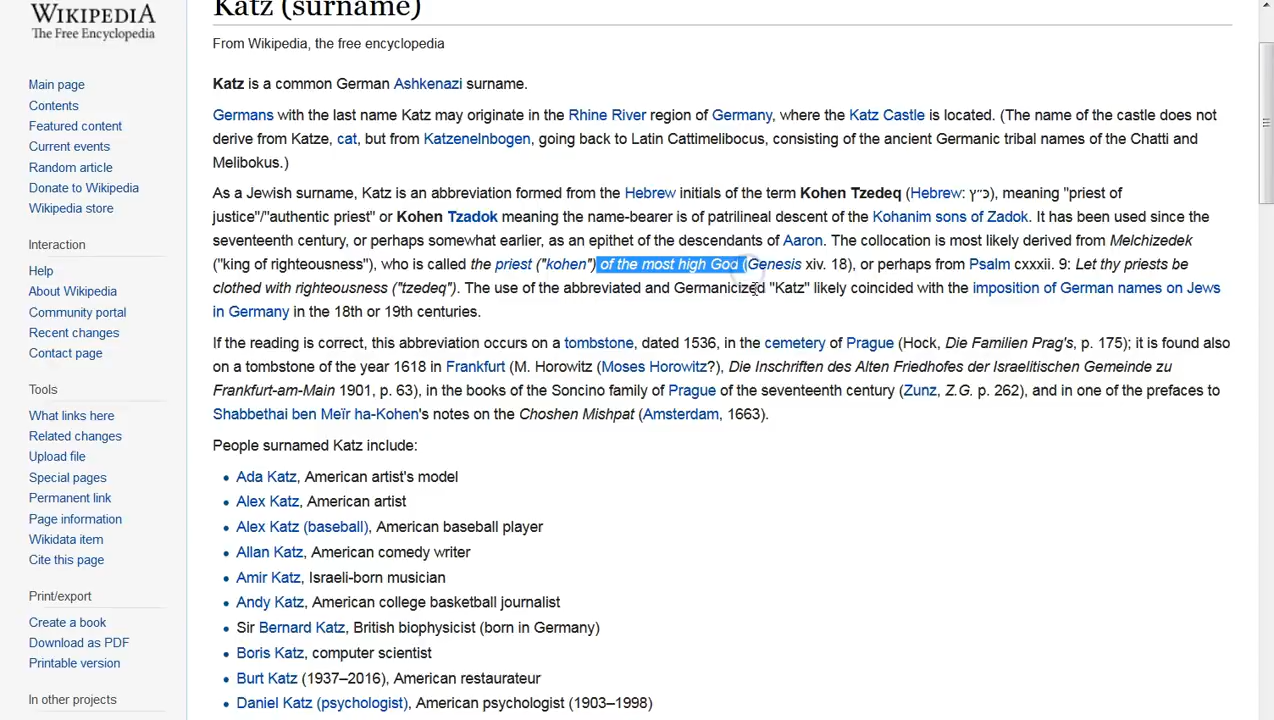 WIKIPEDIA
The Free Encyclopedia
Main page
Contents
Featured content
Current events
Random article
Donate to Wikipedia
Wikipedia store
Interaction
Help
About Wikipedia
Community portal
Recent changes
Contact page
Tools
What links here
Related changes
Upload file
Special pages
Permanent link
Page information
Wikidata item
Cite this page
Print/export
Create a book
Download as PDF
Printable version
In other projects
Katz (surname)
From Wikipedia, the free encyclopedia
Katz is a common German Ashkenazi surname.
Germans with the last name Katz may originate in the Rhine River region of Germany, where the Katz Castle is located. (The name of the castle does not
derive from Katze, cat, but from Katzenelnbogen, going back to Latin Cattimelibocus, consisting of the ancient Germanic tribal names of the Chatti and
Melibokus.)
As a Jewish surname, Katz is an abbreviation formed from the Hebrew initials of the term Kohen Tzedeq (Hebrew: כ״ץ), meaning "priest of
justice"/"authentic priest" or Kohen Tzadok meaning the name-bearer is of patrilineal descent of the Kohanim sons of Zadok. It has been used since the
seventeenth century, or perhaps somewhat earlier, as an epithet of the descendants of Aaron. The collocation is most likely derived from Melchizedek
("king of righteousness"), who is called the priest ("kohen") of the most high God (Genesis xiv. 18), or perhaps from Psalm cxxxii. 9: Let thy priests be
clothed with righteousness ("tzedeq"). The use of the abbreviated and Germanicized "Katz" likely coincided with the imposition of German names on Jews
in Germany in the 18th or 19th centuries.
If the reading is correct, this abbreviation occurs on a tombstone, dated 1536, in the cemetery of Prague (Hock, Die Familien Prag's, p. 175); it is found also
on a tombstone of the year 1618 in Frankfurt (M. Horowitz (Moses Horowitz?), Die Inschriften des Alten Friedhofes der Israelitischen Gemeinde zu
Frankfurt-am-Main 1901, p. 63), in the books of the Soncino family of Prague of the seventeenth century (Zunz, Z.G. p. 262), and in one of the prefaces to
Shabbethai ben Meïr ha-Kohen's notes on the Choshen Mishpat (Amsterdam, 1663).
People surnamed Katz include:
• Ada Katz, American artist's model
• Alex Katz, American artist
• Alex Katz (baseball), American baseball player
• Allan Katz, American comedy writer
• Amir Katz, Israeli-born musician
• Andy Katz, American college basketball journalist
• Sir Bernard Katz, British biophysicist (born in Germany)
• Boris Katz, computer scientist
• Burt Katz (1937–2016), American restaurateur
• Daniel Katz (psychologist), American psychologist (1903–1998)